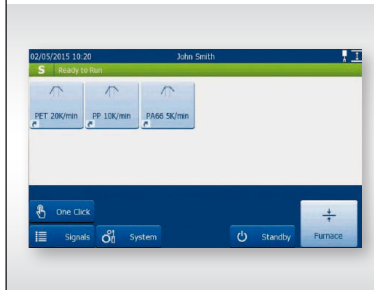 02/05/2015 10:20 John Smith
S Ready to Run
PET 20K/min PP 10K/min PA66 5K/min
One Click
Signals System Standby Furnace